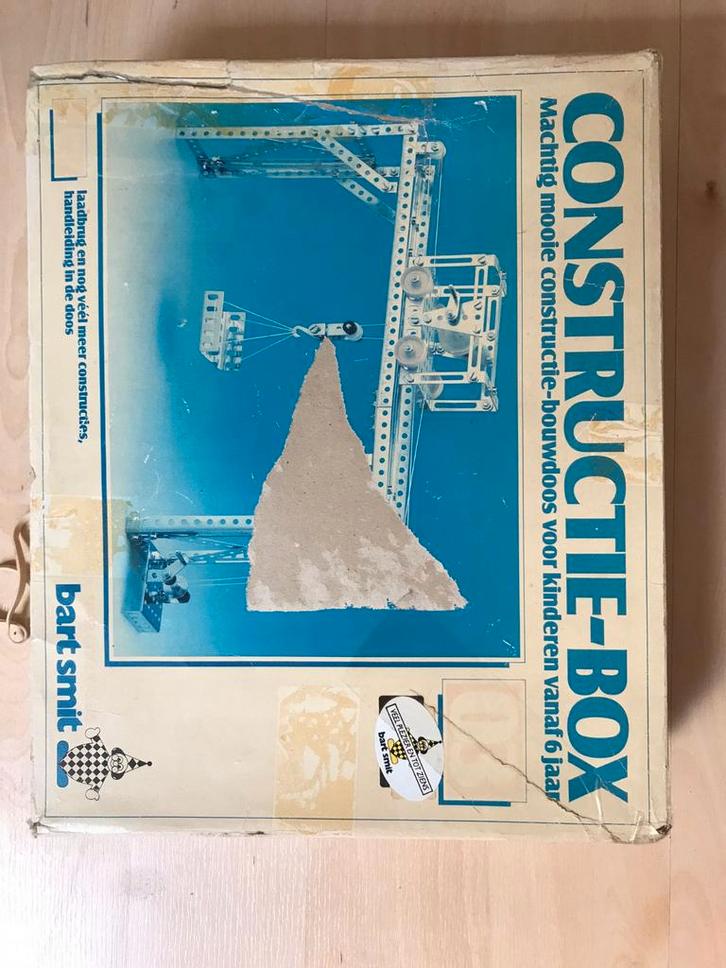 CONSTRUCTIE-BOX
Machtig mooie constructie-bouwdoos voor kinderen vanaf 6 jaar
VEEL PLEZIER EN TOT ZIENS
bart smit
laadbrug en nog véél meer constructies,
handleiding in de doos
bart smit